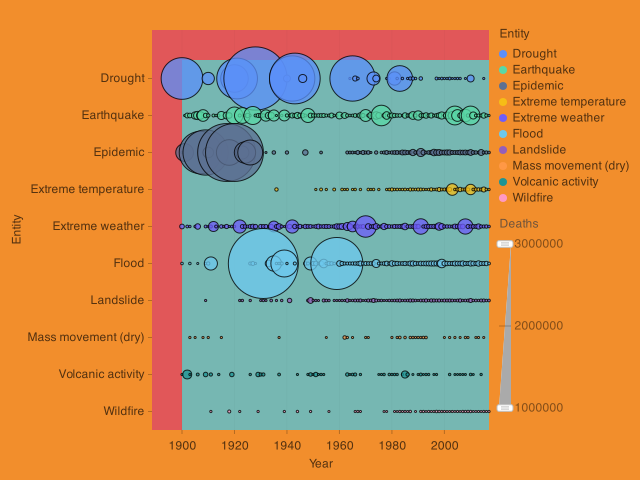 Entity
Drought
Earthquake
Epidemic
Extreme temperature
Extreme weather
Flood
Landslide
Mass movement (dry)
Volcanic activity
Wildfire
1900
1920
1940
1960
1980
2000
Year
Entity
Drought
Earthquake
Epidemic
Extreme temperature
Extreme weather
Flood
Landslide
Mass movement (dry)
Volcanic activity
Wildfire
Deaths
3000000
2000000
1000000